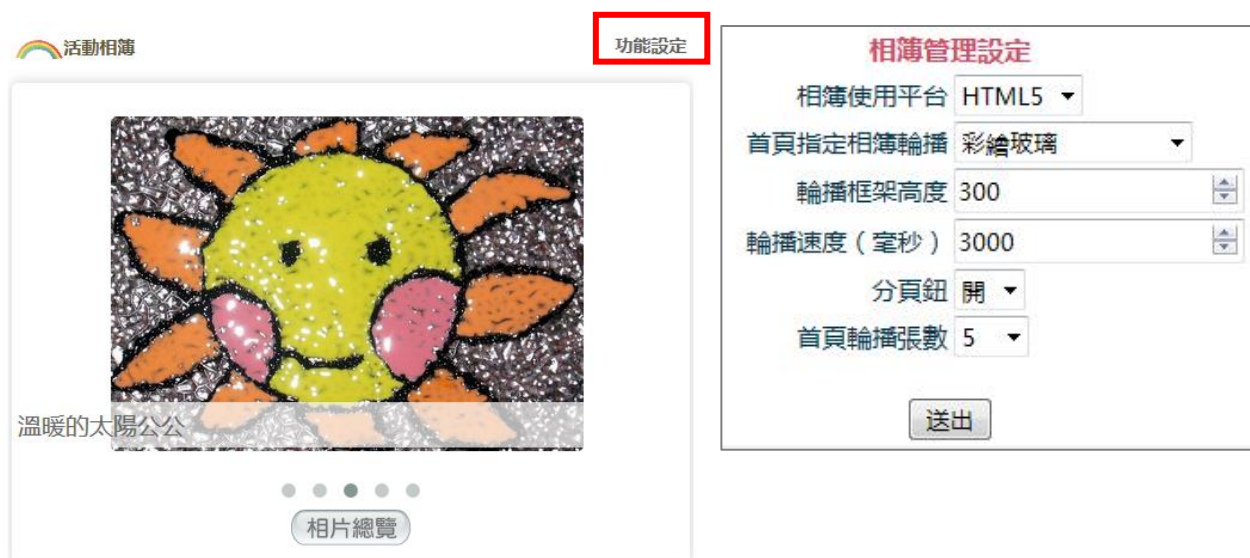 活動相簿
功能設定
溫暖的太陽公公
相片總覽
相簿管理設定
相簿使用平台 HTML5
首頁指定相簿輪播 彩繪玻璃
輪播框架高度 300
輪播速度(毫秒) 3000
分頁鈕 開
首頁輪播張數 5
送出